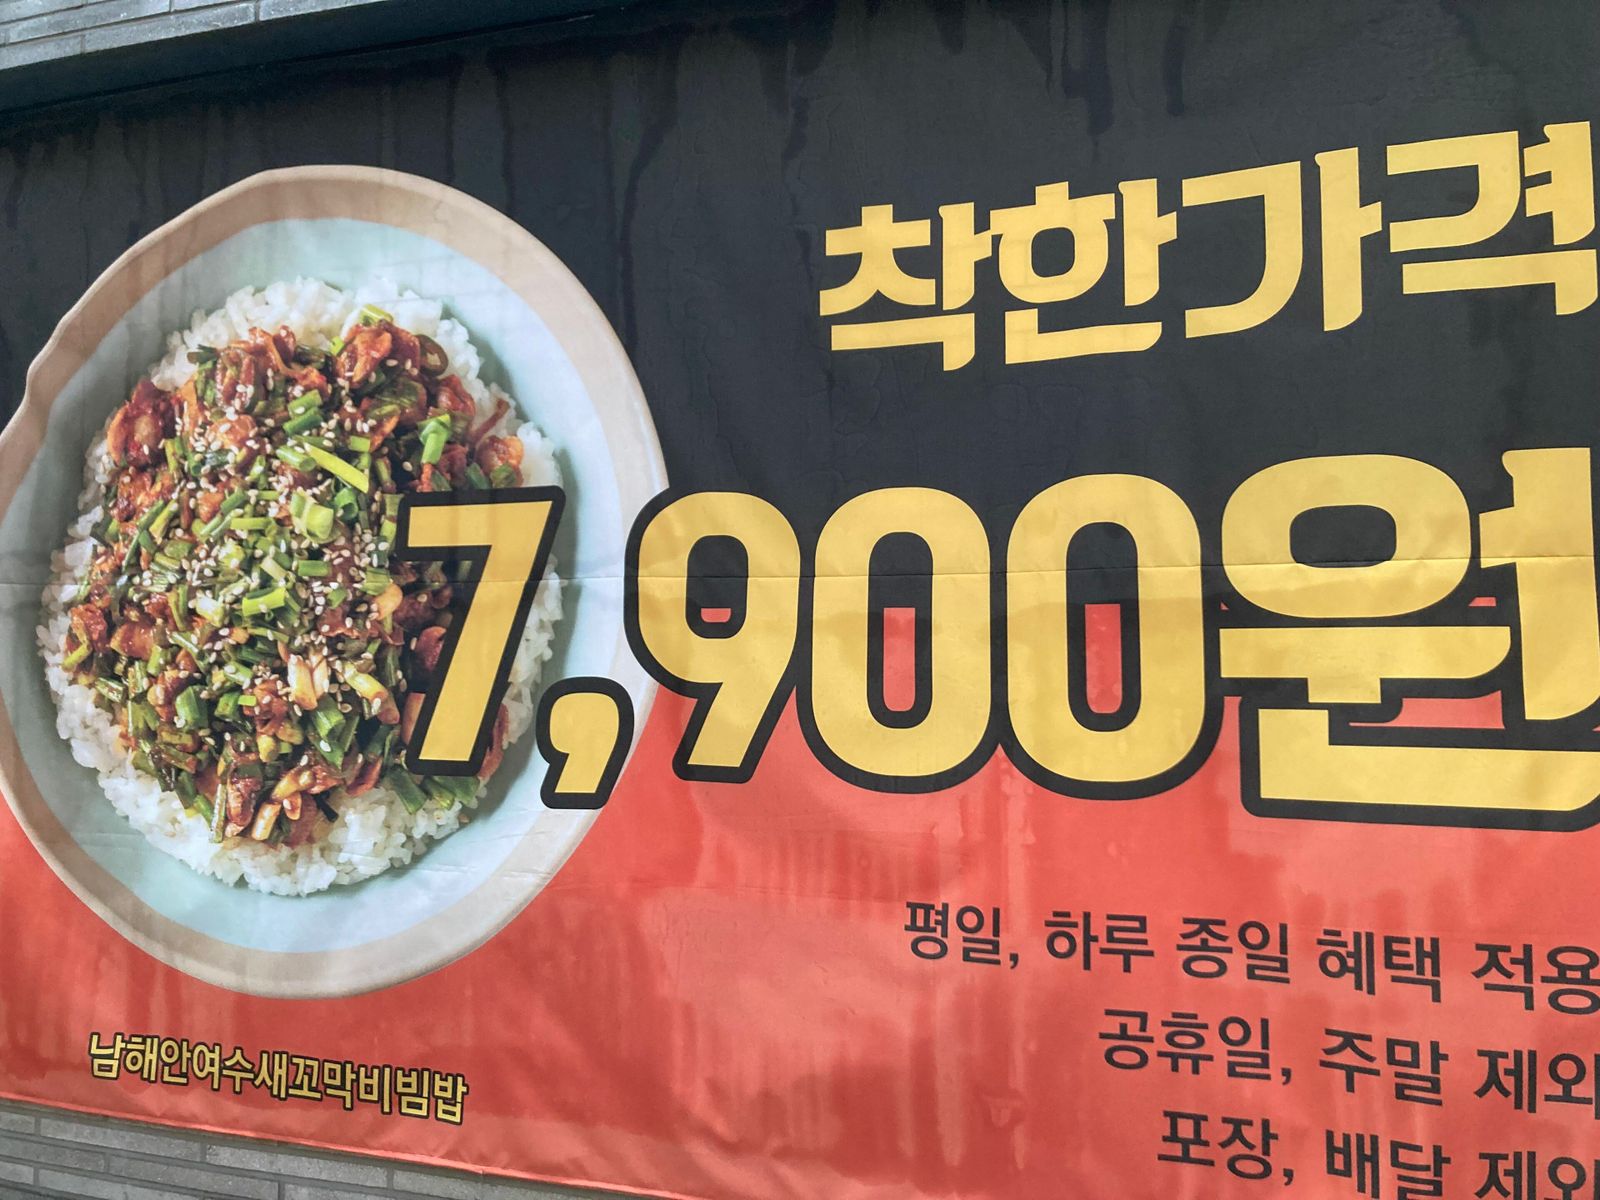 착한가격
7,900원
평일, 하루 종일 혜택 적용
공휴일, 주말 제외
포장, 배달 제외
남해안여수새꼬막비빔밥